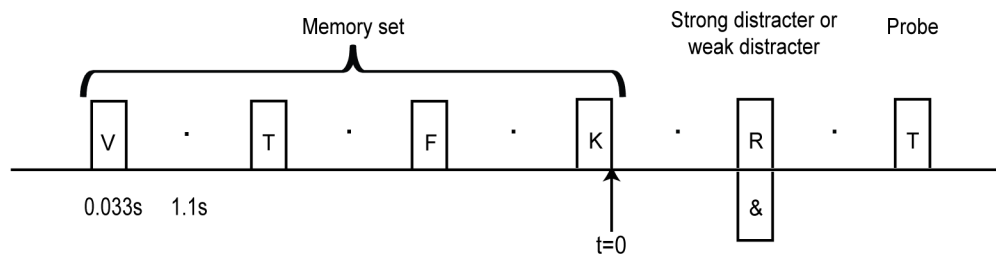 Memory set
Strong distracter or
weak distracter
Probe
V . T . F . K . R . T
0.033s 1.1s
&
t=0